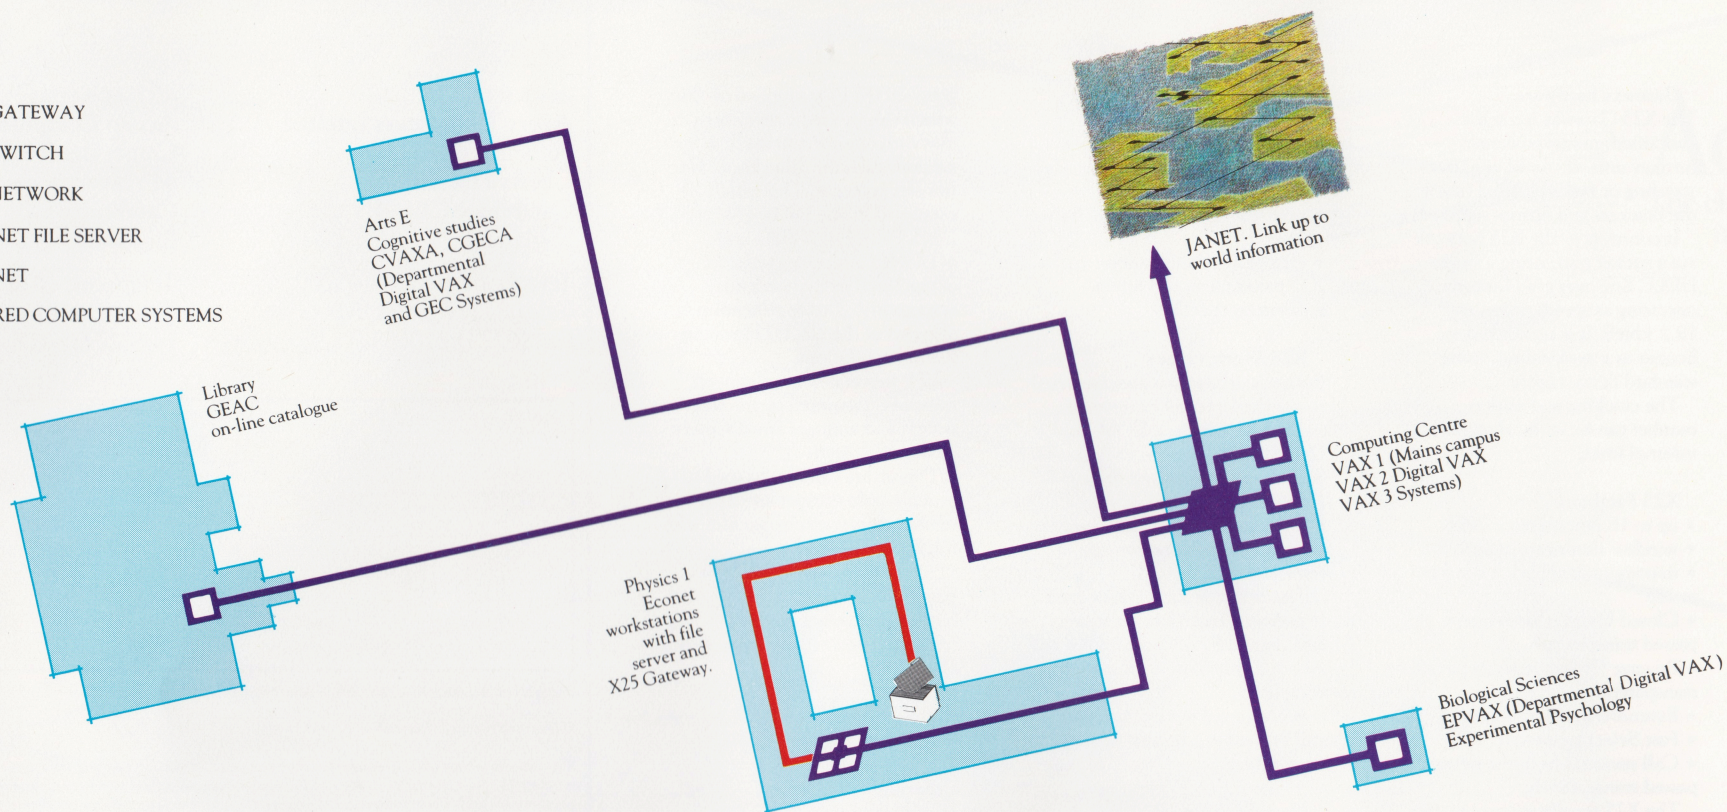 GATEWAY
WITCH
NETWORK
NET FILE SERVER
NET
RED COMPUTER SYSTEMS
Arts E
Cognitive studies
CVAXA, CGECA
(Departmental
Digital VAX
and GEC Systems)
JANET. Link up to
world information
Library
GEAC
on-line catalogue
Computing Centre
VAX 1 (Mains campus
VAX 2 Digital VAX
VAX 3 Systems)
Physics 1
Econet
workstations
with file
server and
X25 Gateway.
Biological Sciences
EPVAX (Departmental Digital VAX)
Experimental Psychology